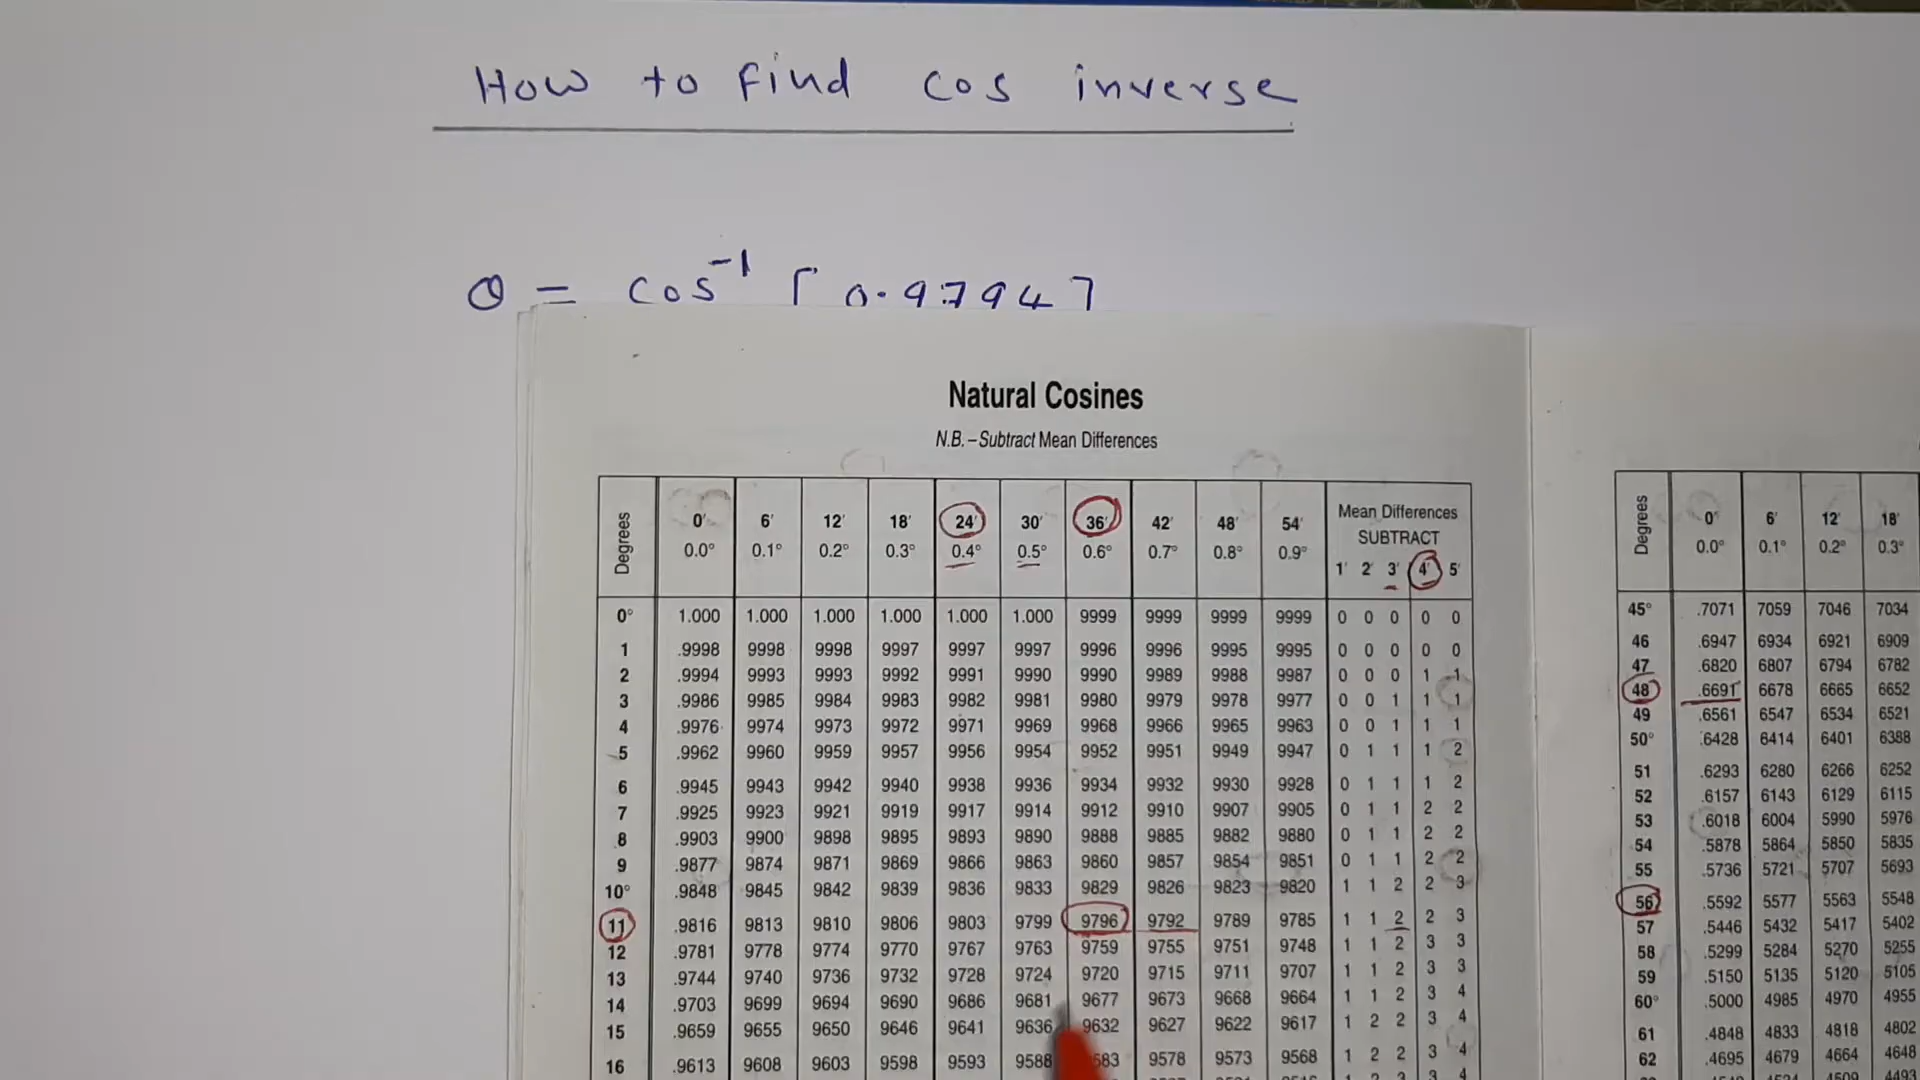 How to find cos inverse
θ = cos⁻¹ [0.9794]
Natural Cosines
N.B. – Subtract Mean Differences
Degrees 0' 6' 12' 18' 24' 30' 36' 42' 48' 54' Mean Differences
0.0° 0.1° 0.2° 0.3° 0.4° 0.5° 0.6° 0.7° 0.8° 0.9° SUBTRACT
1' 2' 3' 4' 5'
0° 1.000 1.000 1.000 1.000 1.000 1.000 9999 9999 9999 9999 0 0 0 0 0
1 .9998 9998 9998 9997 9997 9997 9996 9996 9995 9995 0 0 0 0 0
2 .9994 9993 9993 9992 9991 9990 9990 9989 9988 9987 0 0 0 1 1
3 .9986 9985 9984 9983 9982 9981 9980 9979 9978 9977 0 0 1 1 1
4 .9976 9974 9973 9972 9971 9969 9968 9966 9965 9963 0 0 1 1 1
5 .9962 9960 9959 9957 9956 9954 9952 9951 9949 9947 0 1 1 1 2
6 .9945 9943 9942 9940 9938 9936 9934 9932 9930 9928 0 1 1 1 2
7 .9925 9923 9921 9919 9917 9914 9912 9910 9907 9905 0 1 1 2 2
8 .9903 9900 9898 9895 9893 9890 9888 9885 9882 9880 0 1 1 2 2
9 .9877 9874 9871 9869 9866 9863 9860 9857 9854 9851 0 1 1 2 2
10° .9848 9845 9842 9839 9836 9833 9829 9826 9823 9820 1 1 2 2 3
11 .9816 9813 9810 9806 9803 9799 9796 9792 9789 9785 1 1 2 2 3
12 .9781 9778 9774 9770 9767 9763 9759 9755 9751 9748 1 1 2 3 3
13 .9744 9740 9736 9732 9728 9724 9720 9715 9711 9707 1 1 2 3 3
14 .9703 9699 9694 9690 9686 9681 9677 9673 9668 9664 1 1 2 3 4
15 .9659 9655 9650 9646 9641 9636 9632 9627 9622 9617 1 2 2 3 4
16 .9613 9608 9603 9598 9593 9588 9578 9573 9568 1 2 2 3 4
Degrees 0' 6' 12' 18'
0.0° 0.1° 0.2° 0.3°
45° .7071 7059 7046 7034
46 .6947 6934 6921 6909
47 .6820 6807 6794 6782
48 .6691 6678 6665 6652
49 .6561 6547 6534 6521
50° .6428 6414 6401 6388
51 .6293 6280 6266 6252
52 .6157 6143 6129 6115
53 .6018 6004 5990 5976
54 .5878 5864 5850 5835
55 .5736 5721 5707 5693
56 .5592 5577 5563 5548
57 .5446 5432 5417 5402
58 .5299 5284 5270 5255
59 .5150 5135 5120 5105
60° .5000 4985 4970 4955
61 .4848 4833 4818 4802
62 .4695 4679 4664 4648